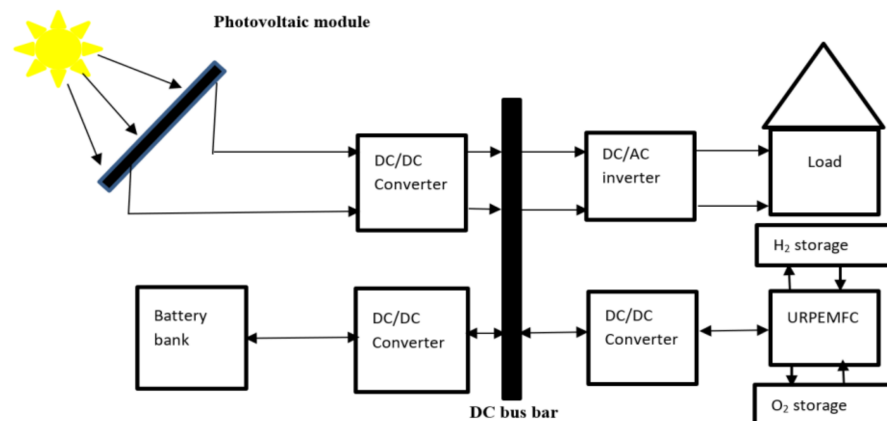 Photovoltaic module
DC/DC
Converter
DC/AC
inverter
Load
H₂ storage
Battery
bank
DC/DC
Converter
DC/DC
Converter
URPEMFC
O₂ storage
DC bus bar